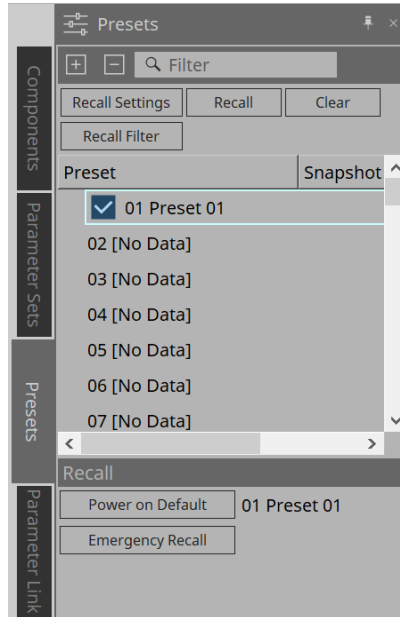 Presets
Filter
Recall Settings Recall Clear
Recall Filter
Preset Snapshot
01 Preset 01
02 [No Data]
03 [No Data]
04 [No Data]
05 [No Data]
06 [No Data]
07 [No Data]
Recall
Power on Default 01 Preset 01
Emergency Recall
Components
Parameter Sets
Presets
Parameter Link